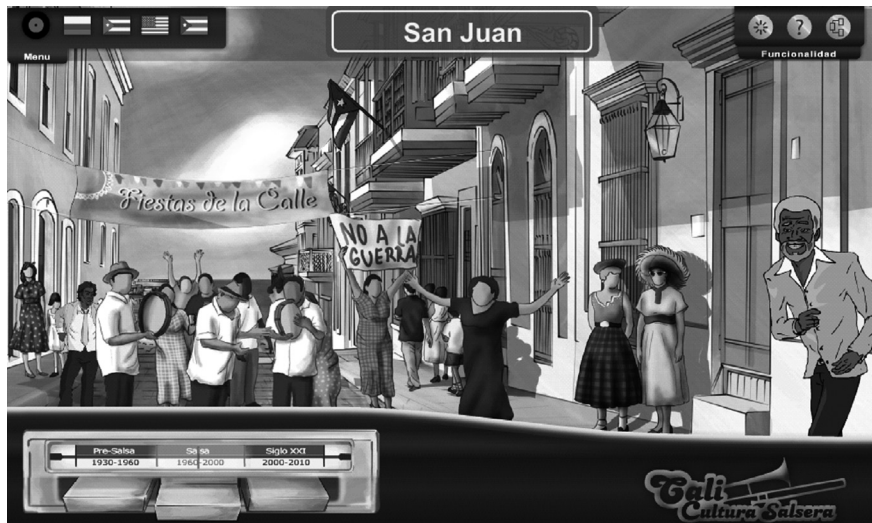 San Juan
Menu
?
Funcionalidad
Fiestas de la Calle
NO A LA
GUERRA
Pre-Salsa
Salsa
Siglo XXI
1930-1960
1960-2000
2000-2010
Cali
Cultura Salsera